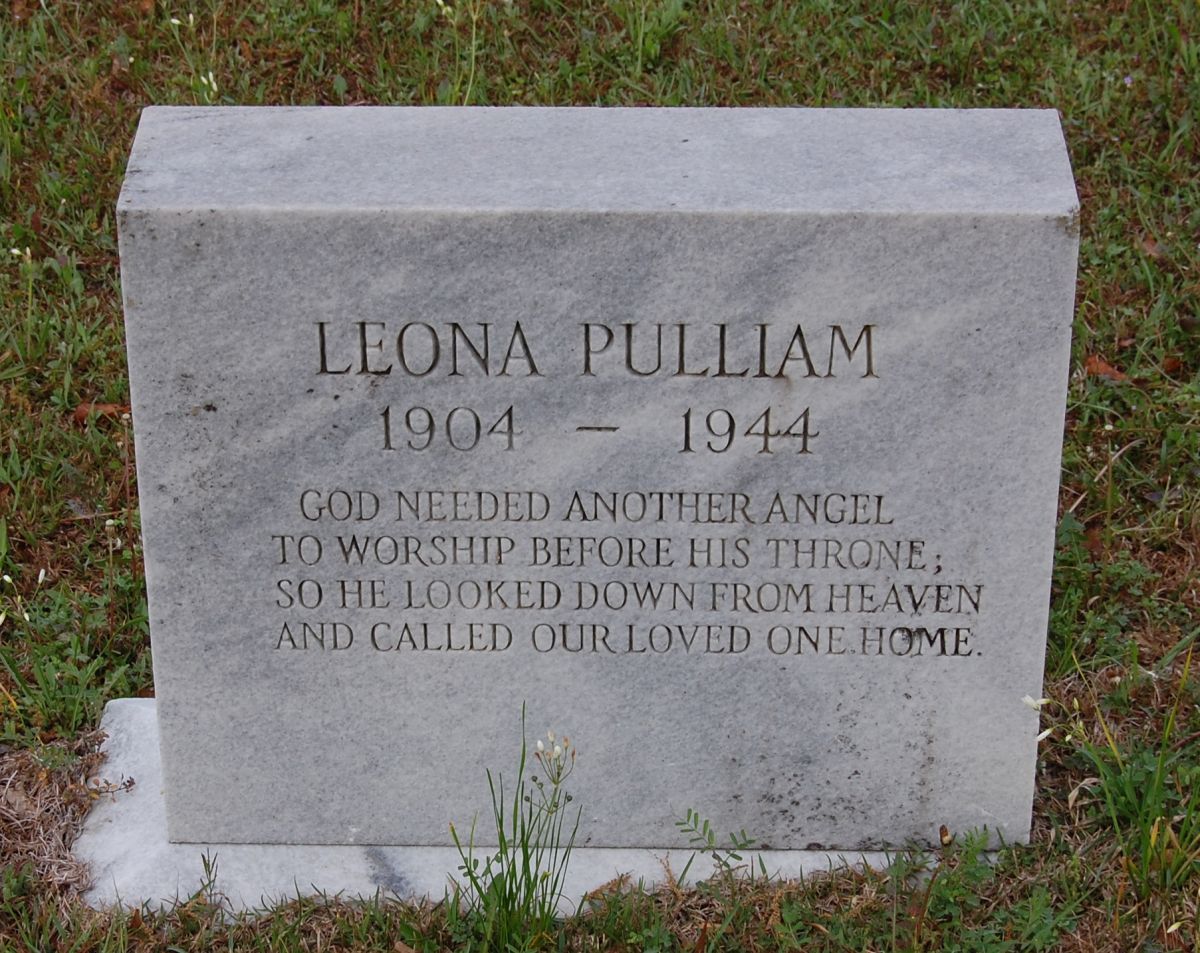 LEONA PULLIAM
1904 – 1944
GOD NEEDED ANOTHER ANGEL
TO WORSHIP BEFORE HIS THRONE;
SO HE LOOKED DOWN FROM HEAVEN
AND CALLED OUR LOVED ONE HOME.